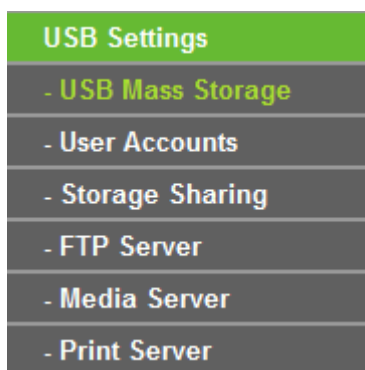 USB Settings
- USB Mass Storage
- User Accounts
- Storage Sharing
- FTP Server
- Media Server
- Print Server